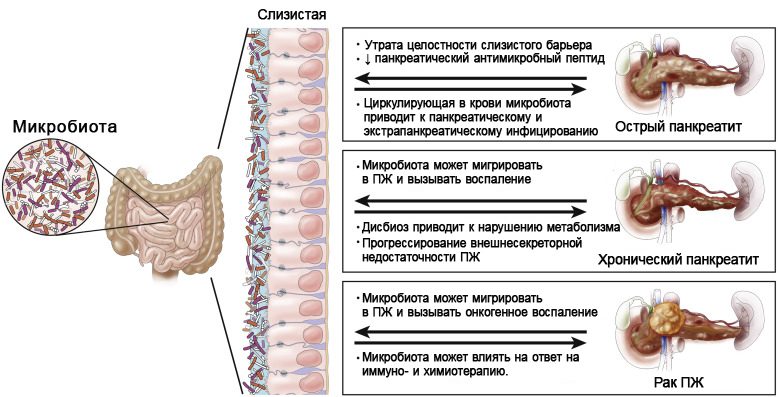 Слизистая
Микробиота
· Утрата целостности слизистого барьера
· ↓ панкреатический антимикробный пептид
· Циркулирующая в крови микробиота
приводит к панкреатическому и
экстрапанкреатическому инфицированию
Острый панкреатит
· Микробиота может мигрировать
в ПЖ и вызывать воспаление
· Дисбиоз приводит к нарушению метаболизма
· Прогрессирование внешнесекреторной
недостаточности ПЖ
Хронический панкреатит
· Микробиота может мигрировать
в ПЖ и вызывать онкогенное воспаление
· Микробиота может влиять на ответ на
иммуно- и химиотерапию.
Рак ПЖ